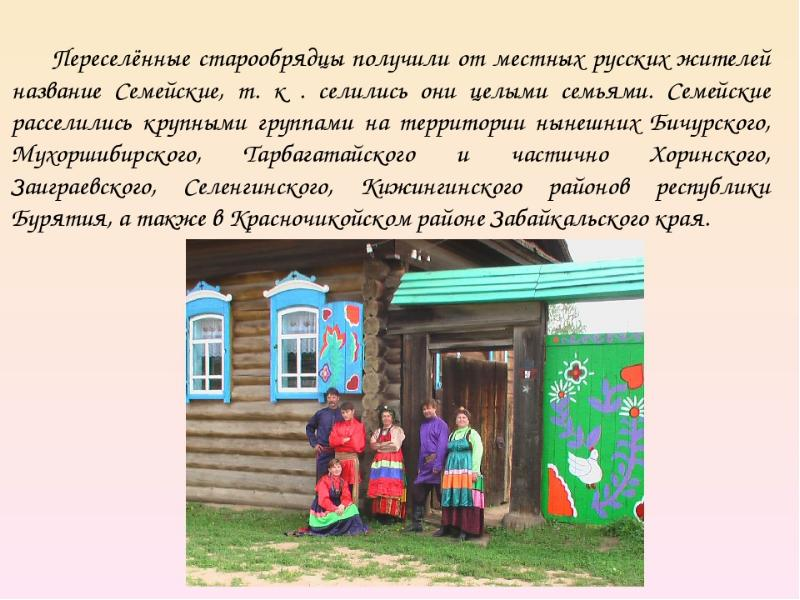 Переселённые старообрядцы получили от местных русских жителей
название Семейские, т. к . селились они целыми семьями. Семейские
расселились крупными группами на территории нынешних Бичурского,
Мухоршибирского, Тарбагатайского и частично Хоринского,
Заиграевского, Селенгинского, Кижингинского районов республики
Бурятия, а также в Красночикойском районе Забайкальского края.